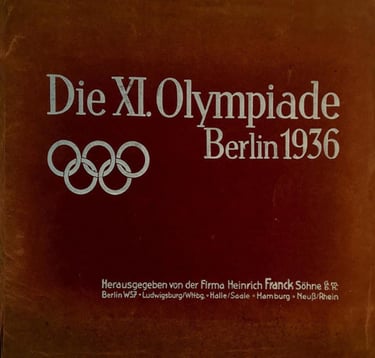 Die XI. Olympiade
Berlin 1936
Herausgegeben von der Firma Heinrich Franck Söhne
Berlin W57 - Ludwigsburg/Wttbg. - Halle/Saale - Hamburg - Neuß/Rhein